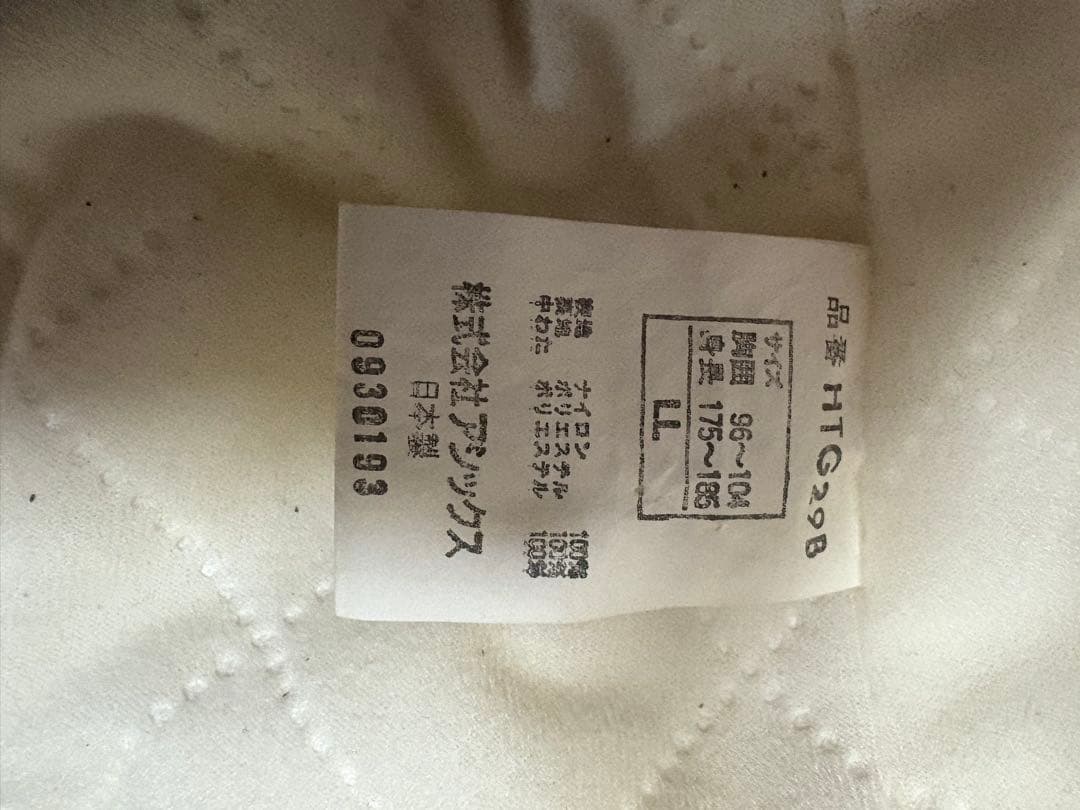 品番 HTG29B
サイズ
胸囲 96～104
身長 175～185
LL
表地 ナイロン 100%
裏地 ポリエステル 100%
中わた ポリエステル 100%
株式会社アシックス
日本製
0930193